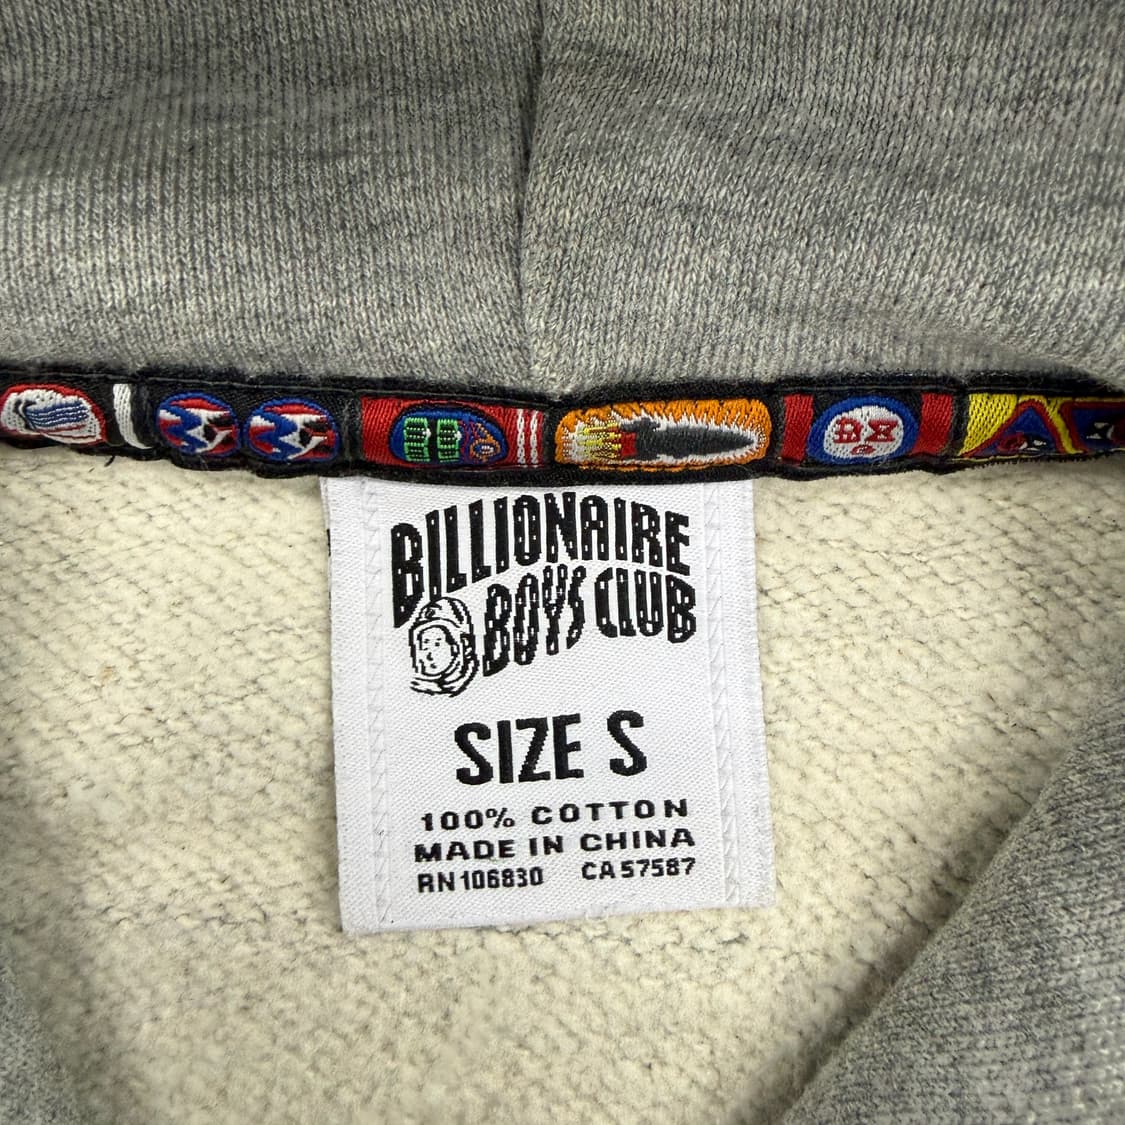 BILLIONAIRE
BOYS CLUB
SIZE S
100% COTTON
MADE IN CHINA
RN 106830 CA 57587